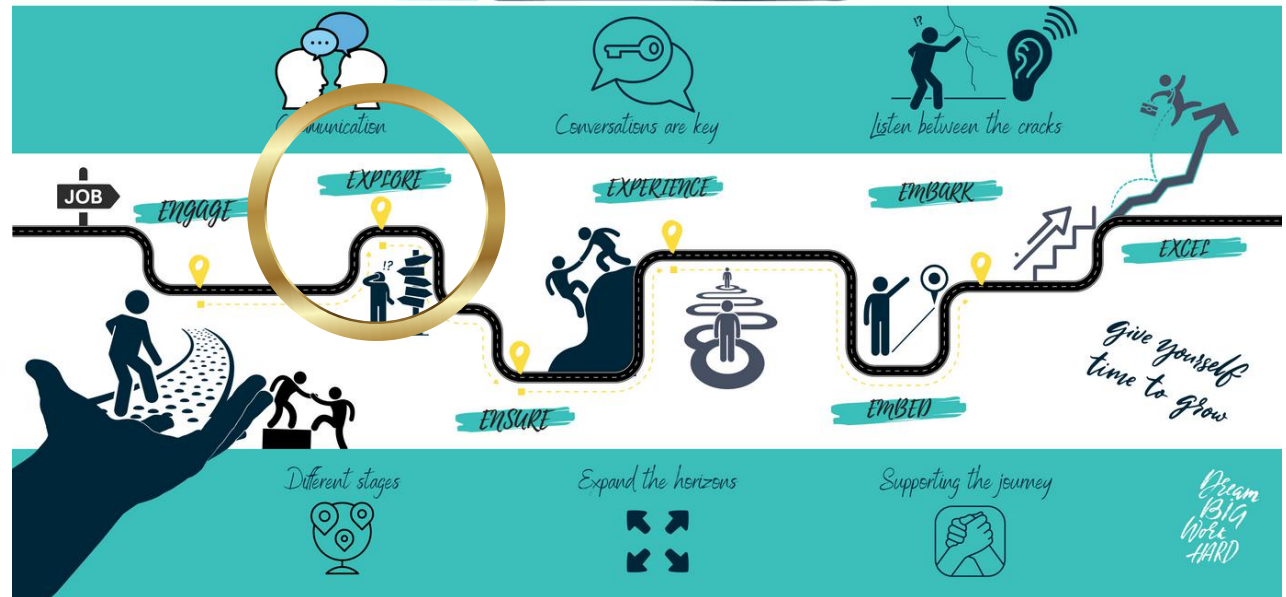 !?
Communication
Conversations are key
Listen between the cracks
JOB
ENGAGE
EXPLORE
EXPERIENCE
EMBARK
EXCEL
!?
ENSURE
EMBED
Give yourself
time to grow
Different stages
Expand the horizons
Supporting the journey
Dream
BIG
Work
HARD